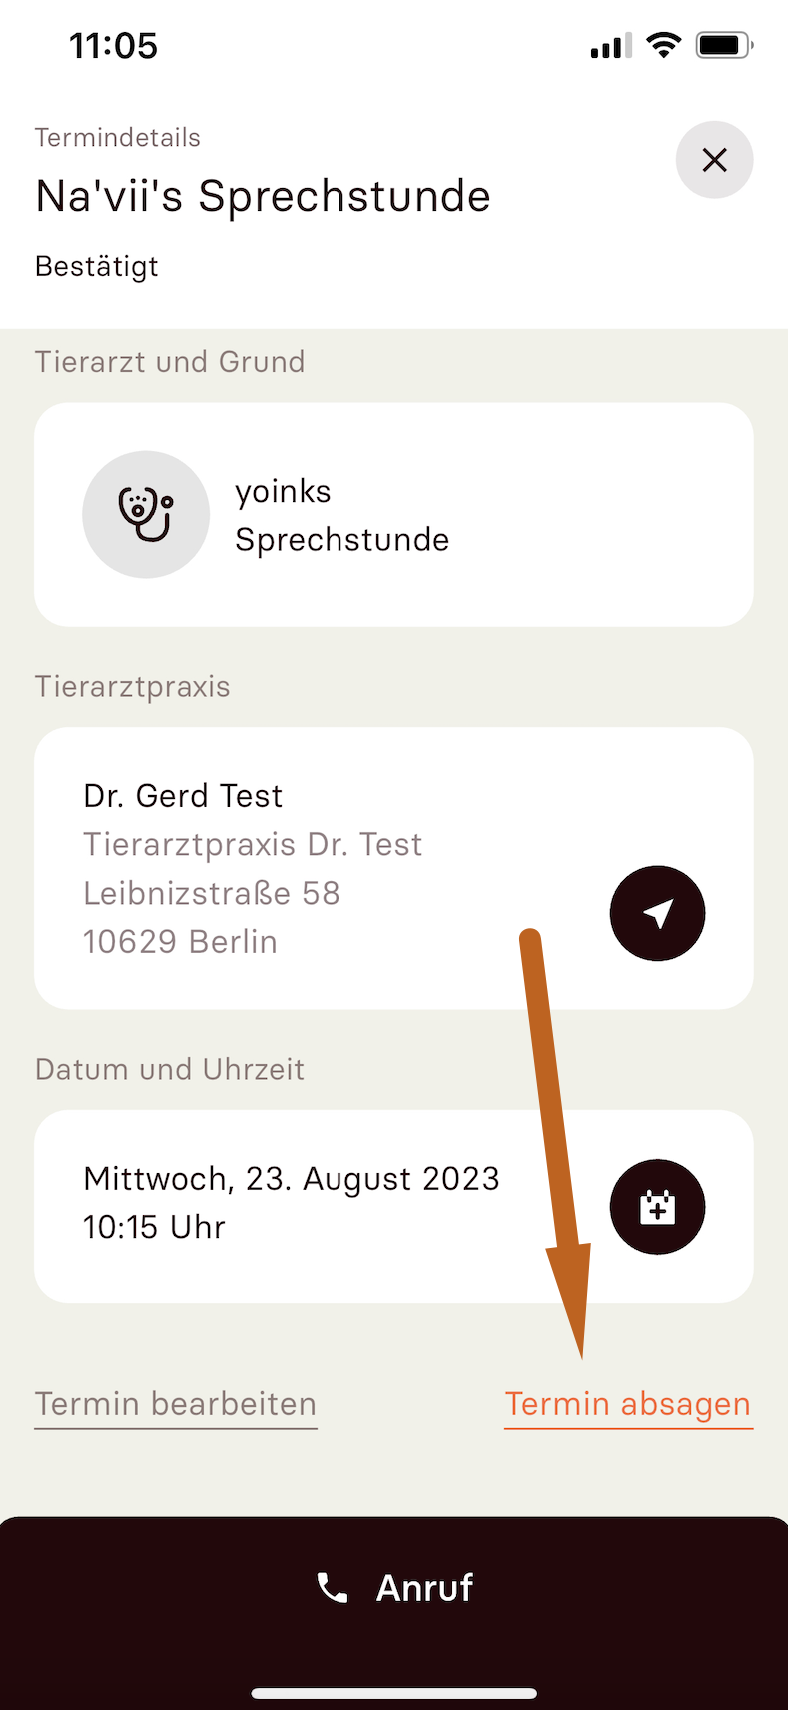 11:05
Termindetails
Na'vii's Sprechstunde
Bestätigt
Tierarzt und Grund
yoinks
Sprechstunde
Tierarztpraxis
Dr. Gerd Test
Tierarztpraxis Dr. Test
Leibnizstraße 58
10629 Berlin
Datum und Uhrzeit
Mittwoch, 23. August 2023
10:15 Uhr
Termin bearbeiten
Termin absagen
Anruf